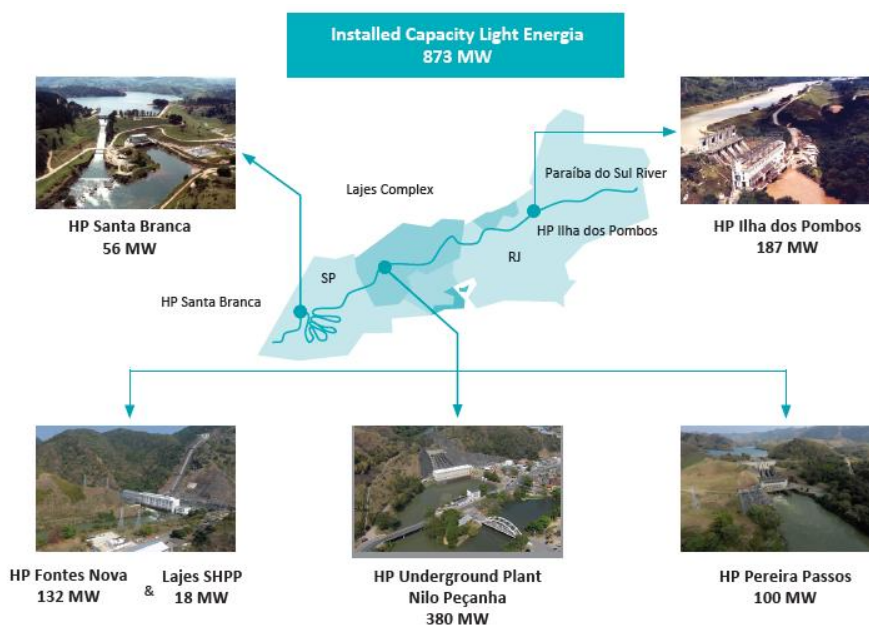 Installed Capacity Light Energia
873 MW
HP Santa Branca
56 MW
Lajes Complex
Paraíba do Sul River
HP Ilha dos Pombos
RJ
SP
HP Santa Branca
HP Ilha dos Pombos
187 MW
HP Fontes Nova
132 MW
&
Lajes SHPP
18 MW
HP Underground Plant
Nilo Peçanha
380 MW
HP Pereira Passos
100 MW